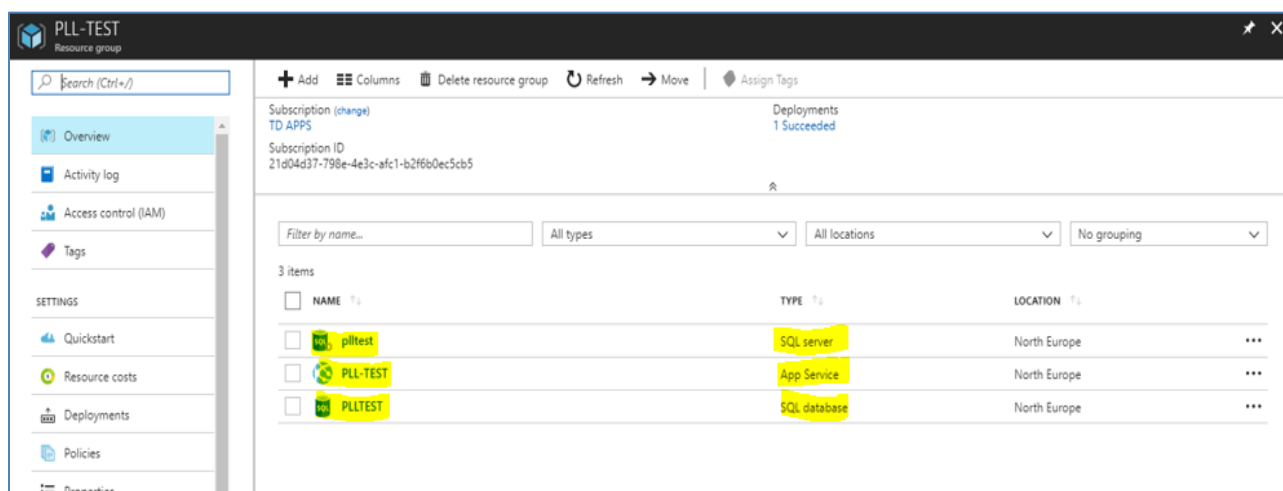 PLL-TEST
Resource group
Search (Ctrl+/)
Overview
Activity log
Access control (IAM)
Tags
SETTINGS
Quickstart
Resource costs
Deployments
Policies
Properties
Add Columns Delete resource group Refresh Move Assign Tags
Subscription (change) Deployments
TD APPS 1 Succeeded
Subscription ID
21d04d37-798e-4e3c-afc1-b2f6b0ec5cb5
Filter by name... All types All locations No grouping
3 items
NAME TYPE LOCATION
plltest SQL server North Europe ...
PLL-TEST App Service North Europe ...
PLLTEST SQL database North Europe ...